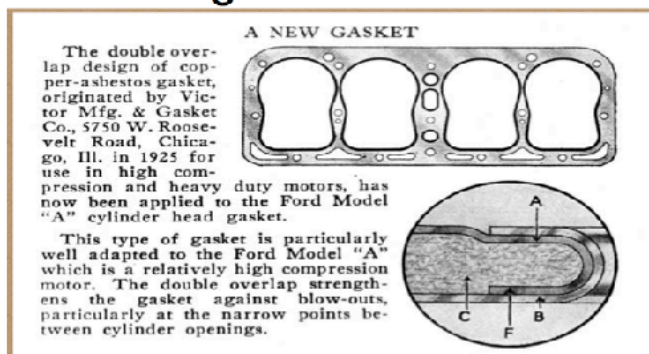 A NEW GASKET
The double over-
lap design of cop-
per-asbestos gasket,
originated by Vic-
tor Mfg. & Gasket
Co., 5750 W. Roose-
velt Road, Chica-
go, Ill. in 1925 for
use in high com-
pression and heavy duty motors, has
now been applied to the Ford Model
"A" cylinder head gasket.
This type of gasket is particularly
well adapted to the Ford Model "A"
which is a relatively high compression
motor. The double overlap strength-
ens the gasket against blow-outs,
particularly at the narrow points be-
tween cylinder openings.
A
C
F
B